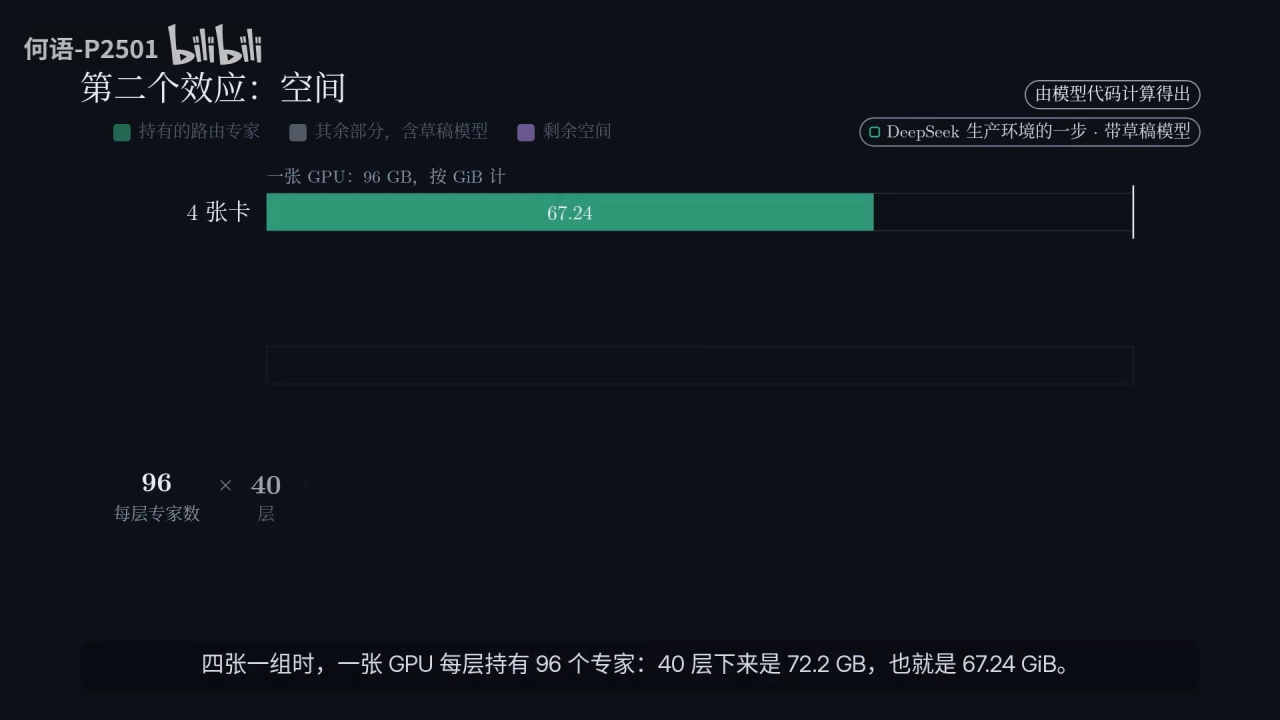 何语-P2501 bilibili
第二个效应：空间
由模型代码计算得出
持有的路由专家 其余部分，含草稿模型 剩余空间
DeepSeek 生产环境的一步 · 带草稿模型
一张 GPU：96 GB，按 GiB 计
4 张卡 67.24
96 × 40 ×
每层专家数 层
四张一组时，一张 GPU 每层持有 96 个专家：40 层下来是 72.2 GB，也就是 67.24 GiB。